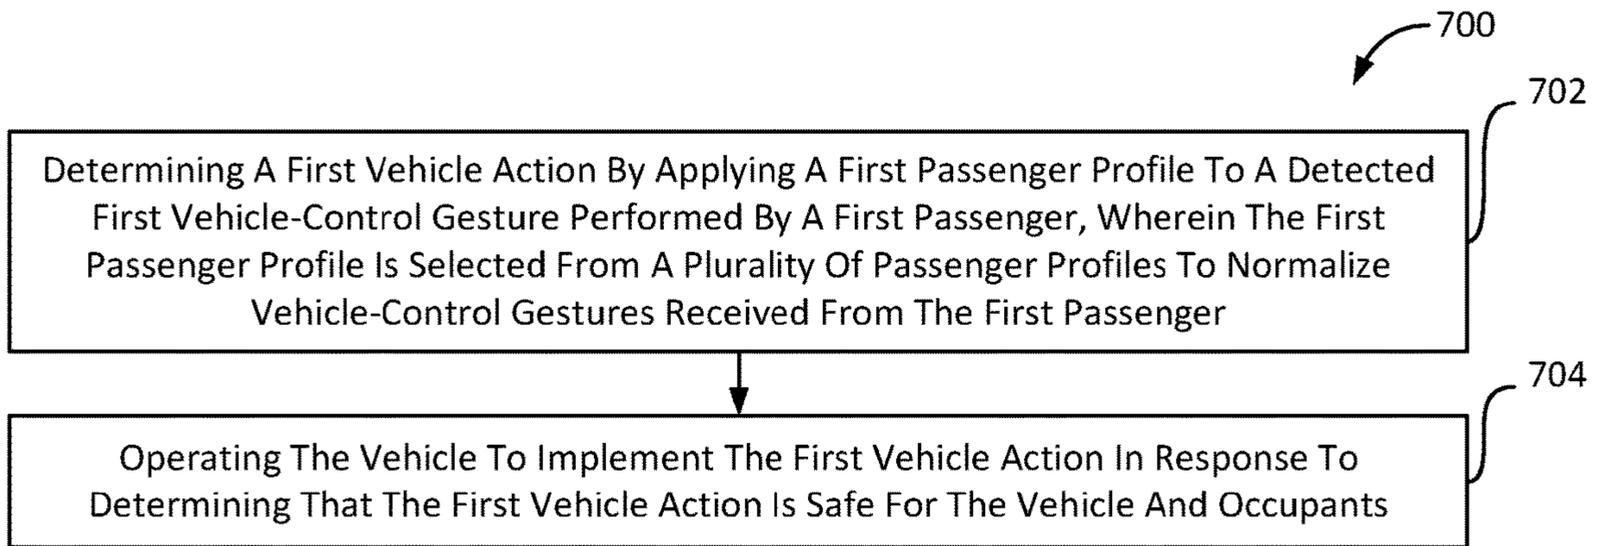 700
702
Determining A First Vehicle Action By Applying A First Passenger Profile To A Detected
First Vehicle-Control Gesture Performed By A First Passenger, Wherein The First
Passenger Profile Is Selected From A Plurality Of Passenger Profiles To Normalize
Vehicle-Control Gestures Received From The First Passenger
704
Operating The Vehicle To Implement The First Vehicle Action In Response To
Determining That The First Vehicle Action Is Safe For The Vehicle And Occupants